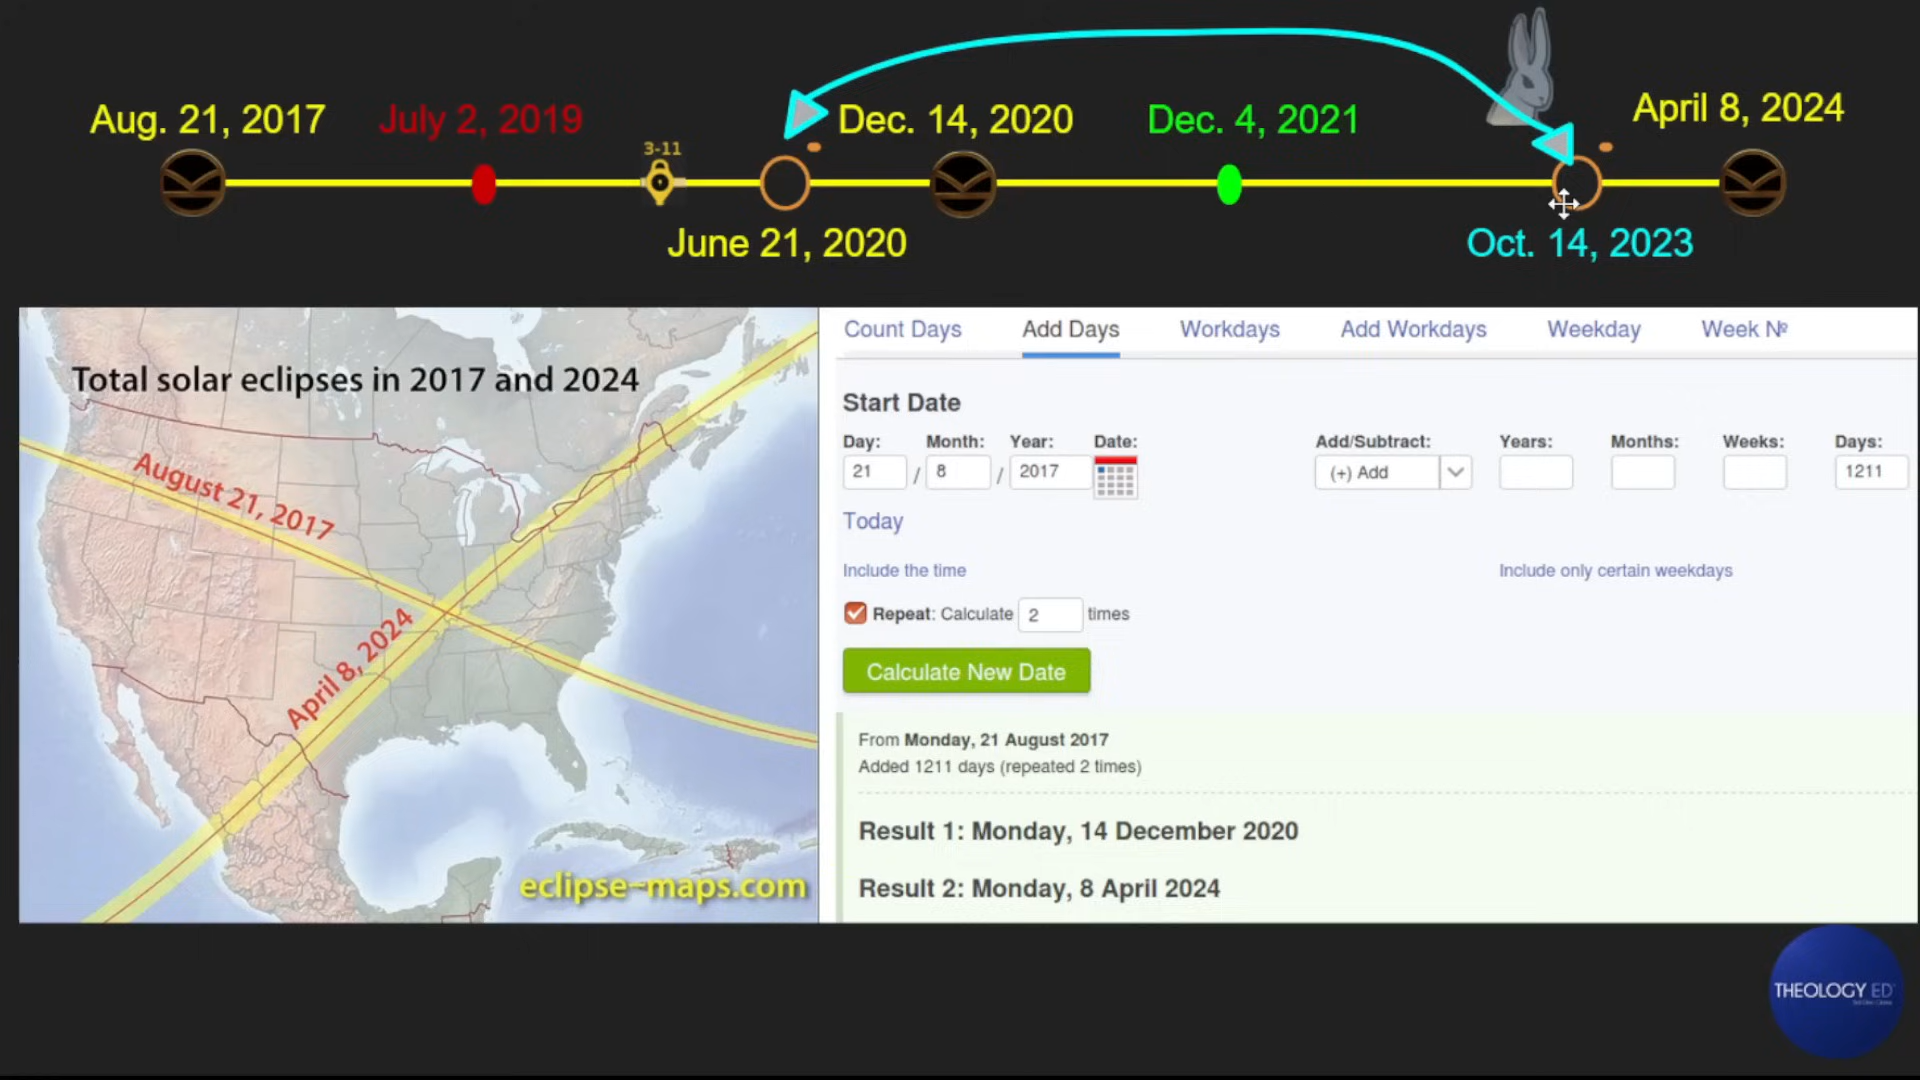 Aug. 21, 2017
July 2, 2019
3-11
Dec. 14, 2020
Dec. 4, 2021
April 8, 2024
June 21, 2020
Oct. 14, 2023
Total solar eclipses in 2017 and 2024
August 21, 2017
April 8, 2024
eclipse-maps.com
Count Days Add Days Workdays Add Workdays Weekday Week №
Start Date
Day: Month: Year: Date: Add/Subtract: Years: Months: Weeks: Days:
21 / 8 / 2017 (+) Add 1211
Today
Include the time Include only certain weekdays
Repeat: Calculate 2 times
Calculate New Date
From Monday, 21 August 2017
Added 1211 days (repeated 2 times)
Result 1: Monday, 14 December 2020
Result 2: Monday, 8 April 2024
THEOLOGY ED